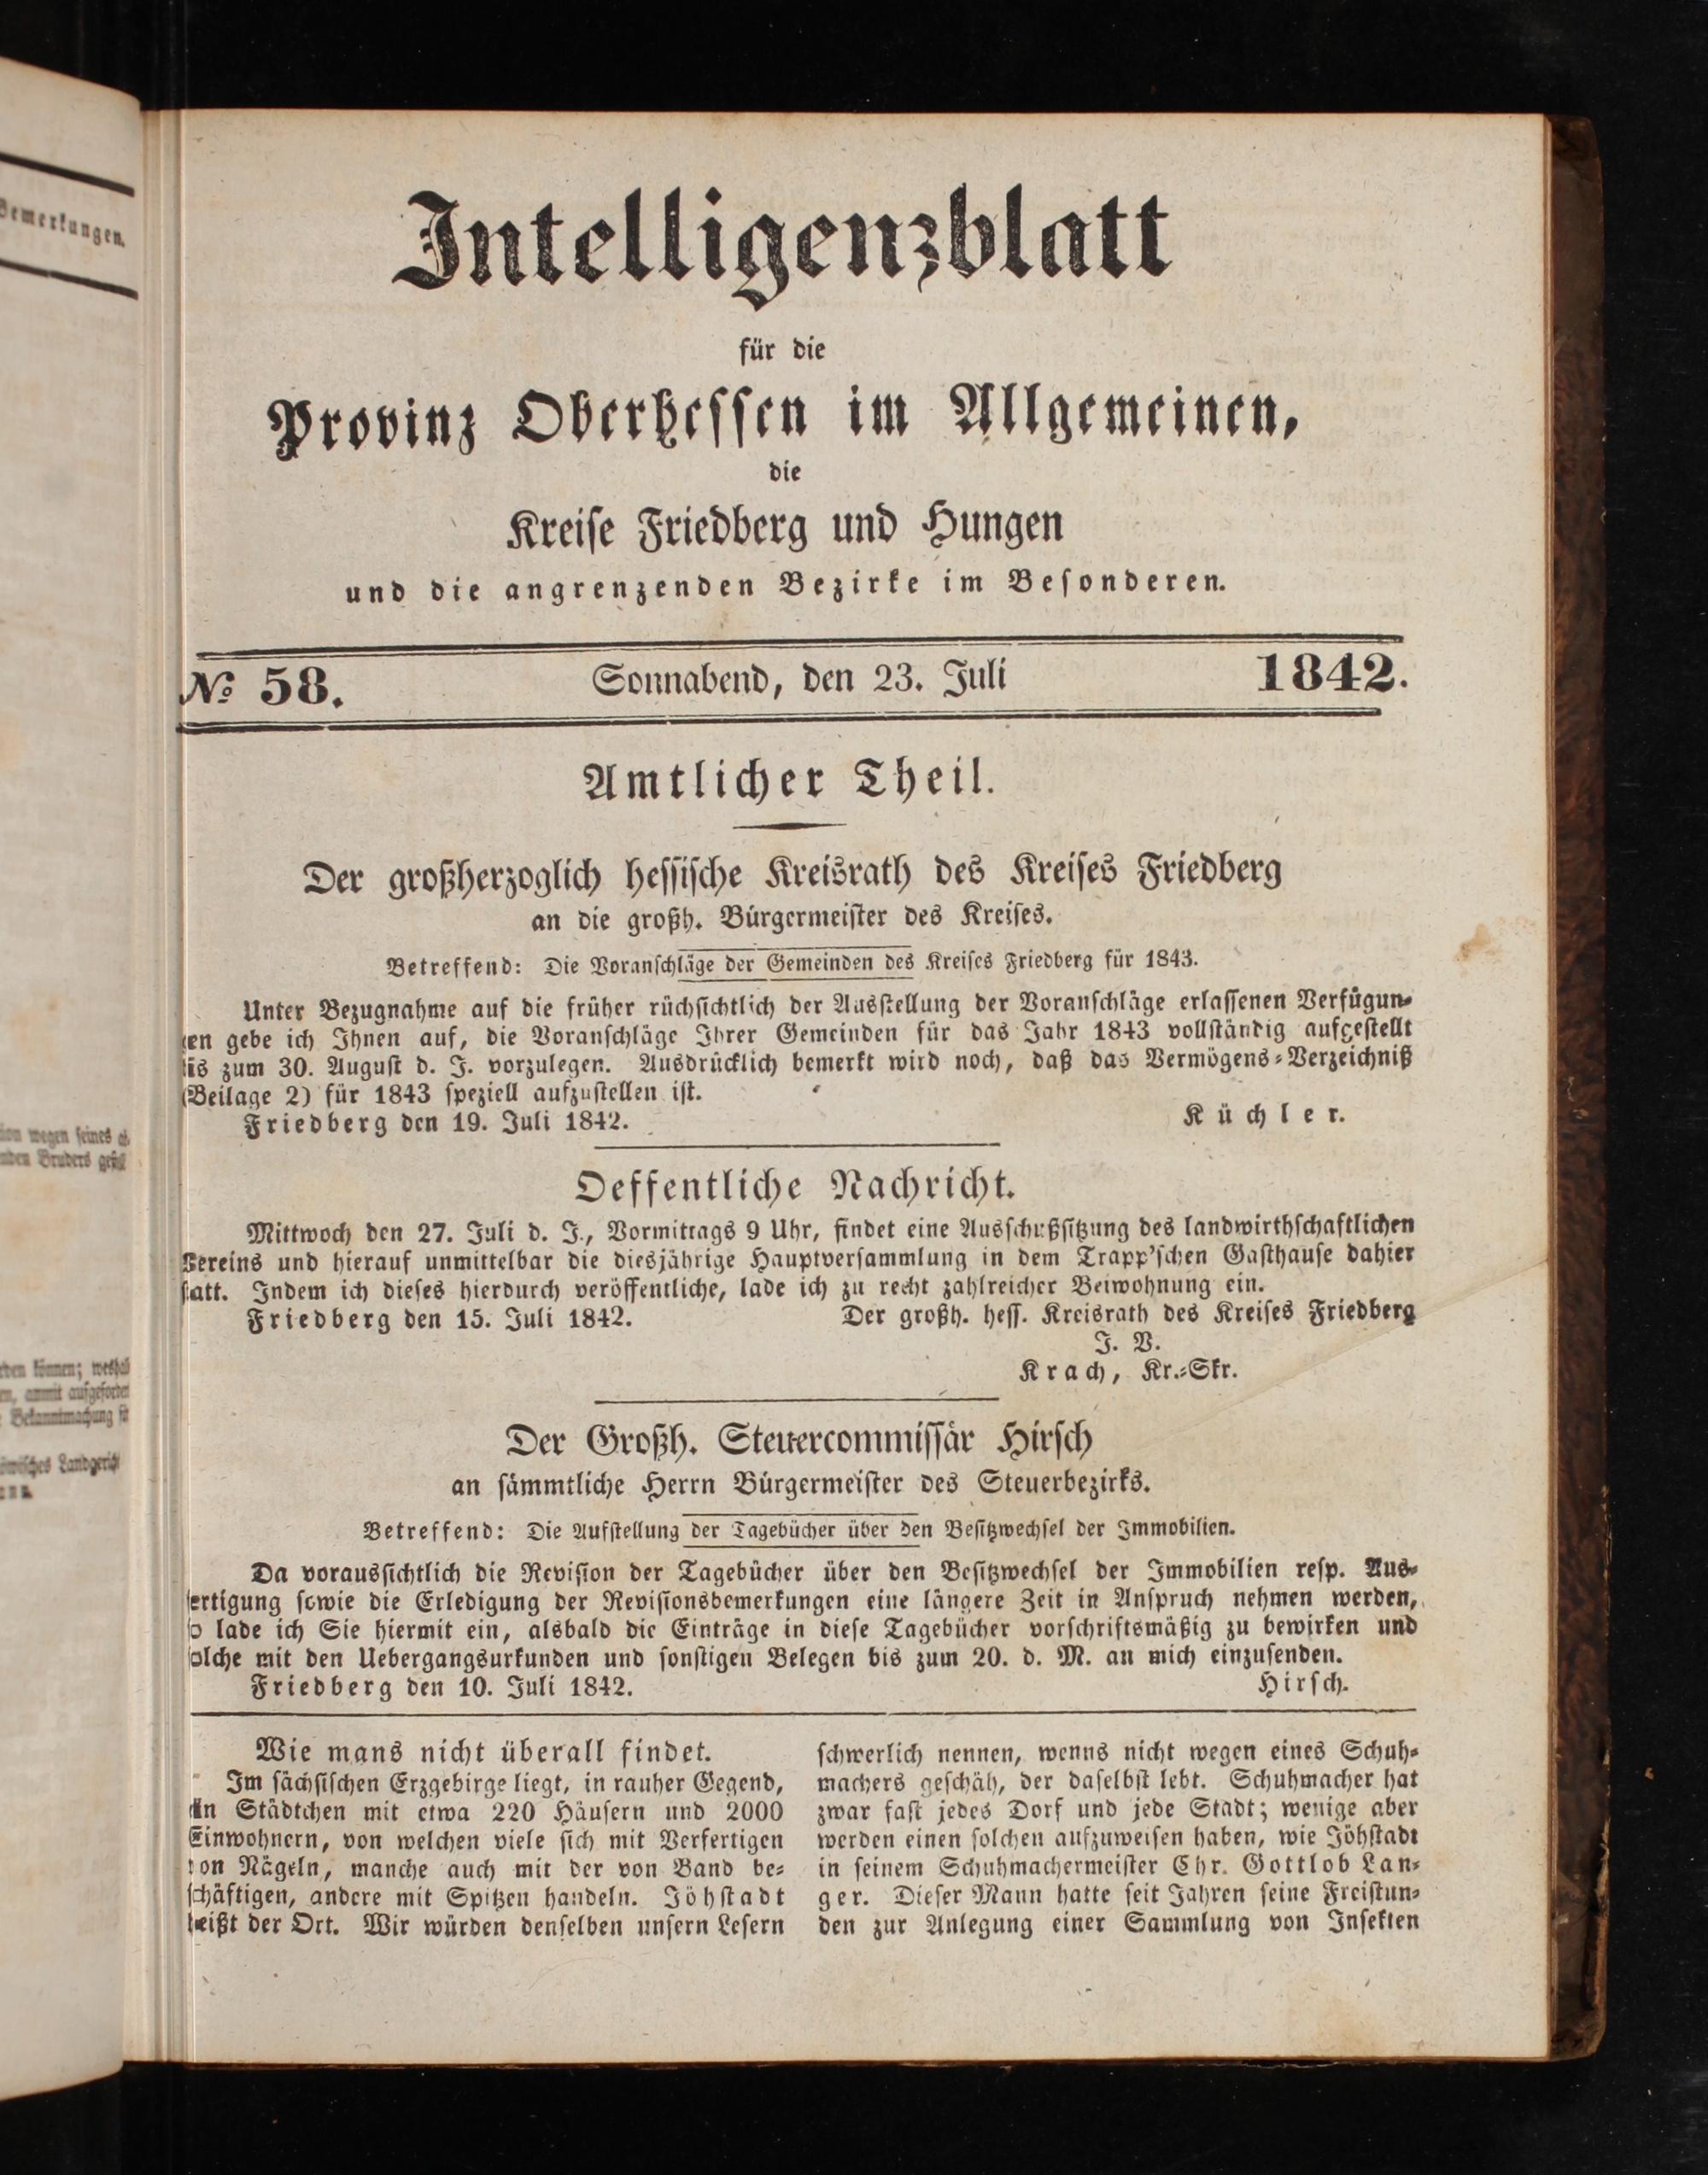 Bemerkungen.
Intelligenzblatt
für die
Provinz Oberhessen im Allgemeinen,
die
Kreise Friedberg und Hungen
und die angrenzenden Bezirke im Besonderen.
№ 58. Sonnabend, den 23. Juli 1842.
Amtlicher Theil.
Der großherzoglich hessische Kreisrath des Kreises Friedberg
an die großh. Bürgermeister des Kreises.
Betreffend: Die Voranschläge der Gemeinden des Kreises Friedberg für 1843.
Unter Bezugnahme auf die früher rüchsichtlich der Ausstellung der Voranschläge erlassenen Verfügun-
gen gebe ich Ihnen auf, die Voranschläge Ihrer Gemeinden für das Jahr 1843 vollständig aufgestellt
bis zum 30. August d. J. vorzulegen. Ausdrücklich bemerkt wird noch, daß das Vermögens-Verzeichniß
(Beilage 2) für 1843 speziell aufzustellen ist.
Friedberg den 19. Juli 1842. Küchler.
Oeffentliche Nachricht.
Mittwoch den 27. Juli d. J., Vormittags 9 Uhr, findet eine Ausschußsitzung des landwirthschaftlichen
Vereins und hierauf unmittelbar die diesjährige Hauptversammlung in dem Trapp'schen Gasthause dahier
statt. Indem ich dieses hierdurch veröffentliche, lade ich zu recht zahlreicher Beiwohnung ein.
Friedberg den 15. Juli 1842. Der großh. hess. Kreisrath des Kreises Friedberg
J. V.
Krach, Kr.-Skr.
Der Großh. Steuercommissär Hirsch
an sämmtliche Herrn Bürgermeister des Steuerbezirks.
Betreffend: Die Aufstellung der Tagebücher über den Besitzwechsel der Immobilien.
Da voraussichtlich die Revision der Tagebücher über den Besitzwechsel der Immobilien resp. Aus-
fertigung sowie die Erledigung der Revisionsbemerkungen eine längere Zeit in Anspruch nehmen werden,
so lade ich Sie hiermit ein, alsbald die Einträge in diese Tagebücher vorschriftsmäßig zu bewirken und
solche mit den Uebergangsurkunden und sonstigen Belegen bis zum 20. d. M. an mich einzusenden.
Friedberg den 10. Juli 1842. Hirsch.
Wie mans nicht überall findet.
Im sächsischen Erzgebirge liegt, in rauher Gegend,
ein Städtchen mit etwa 220 Häusern und 2000
Einwohnern, von welchen viele sich mit Verfertigen
von Nägeln, manche auch mit der von Band be-
schäftigen, andere mit Spitzen handeln. Jöhstadt
heißt der Ort. Wir würden denselben unsern Lesern
schwerlich nennen, wenns nicht wegen eines Schuh-
machers geschäh, der daselbst lebt. Schuhmacher hat
zwar fast jedes Dorf und jede Stadt; wenige aber
werden einen solchen aufzuweisen haben, wie Jöhstadt
in seinem Schuhmachermeister Chr. Gottlob Lan-
ger. Dieser Mann hatte seit Jahren seine Freistun-
den zur Anlegung einer Sammlung von Insekten